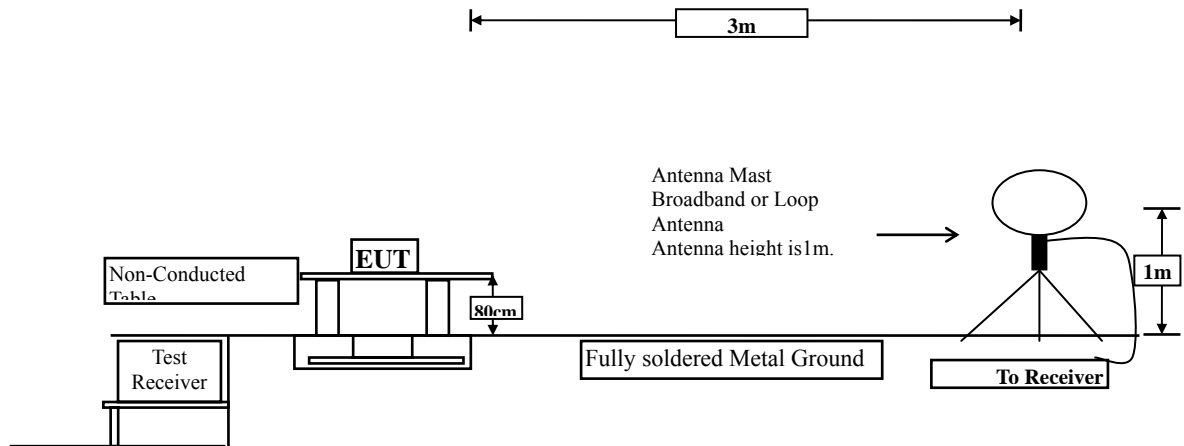 3m
Antenna Mast
Broadband or Loop
Antenna
Antenna height is1m.
EUT
Non-Conducted
Table
80cm
1m
Test
Receiver
Fully soldered Metal Ground
To Receiver